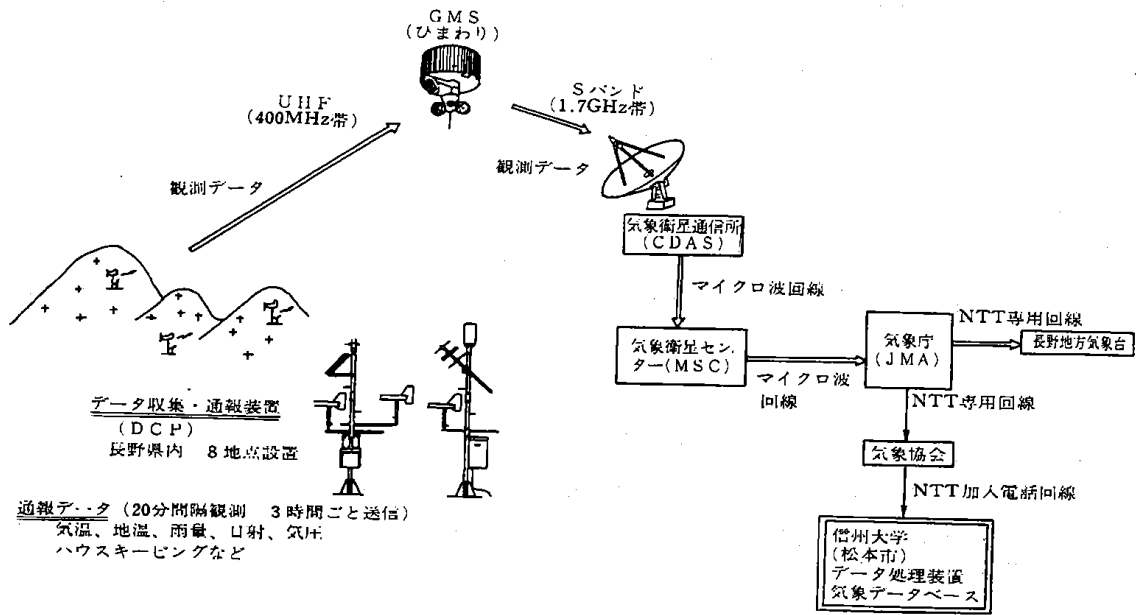 GMS
(ひまわり)
UHF
(400MHz帯)
Sバンド
(1.7GHz帯)
観測データ
観測データ
気象衛星通信所
(CDAS)
マイクロ波回線
気象衛星セン
ター(MSC)
マイクロ波
回線
気象庁
(JMA)
NTT専用回線
長野地方気象台
NTT専用回線
気象協会
NTT加入電話回線
信州大学
(松本市)
データ処理装置
気象データベース
データ収集・通報装置
(DCP)
長野県内 8地点設置
通報データ (20分間隔観測 3時間ごと送信)
気温、地温、雨量、日射、気圧
ハウスキーピングなど